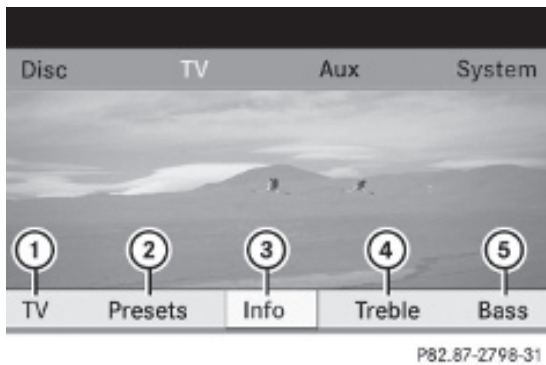 Disc TV Aux System
1 2 3 4 5
TV Presets Info Treble Bass
P82.87-2798-31